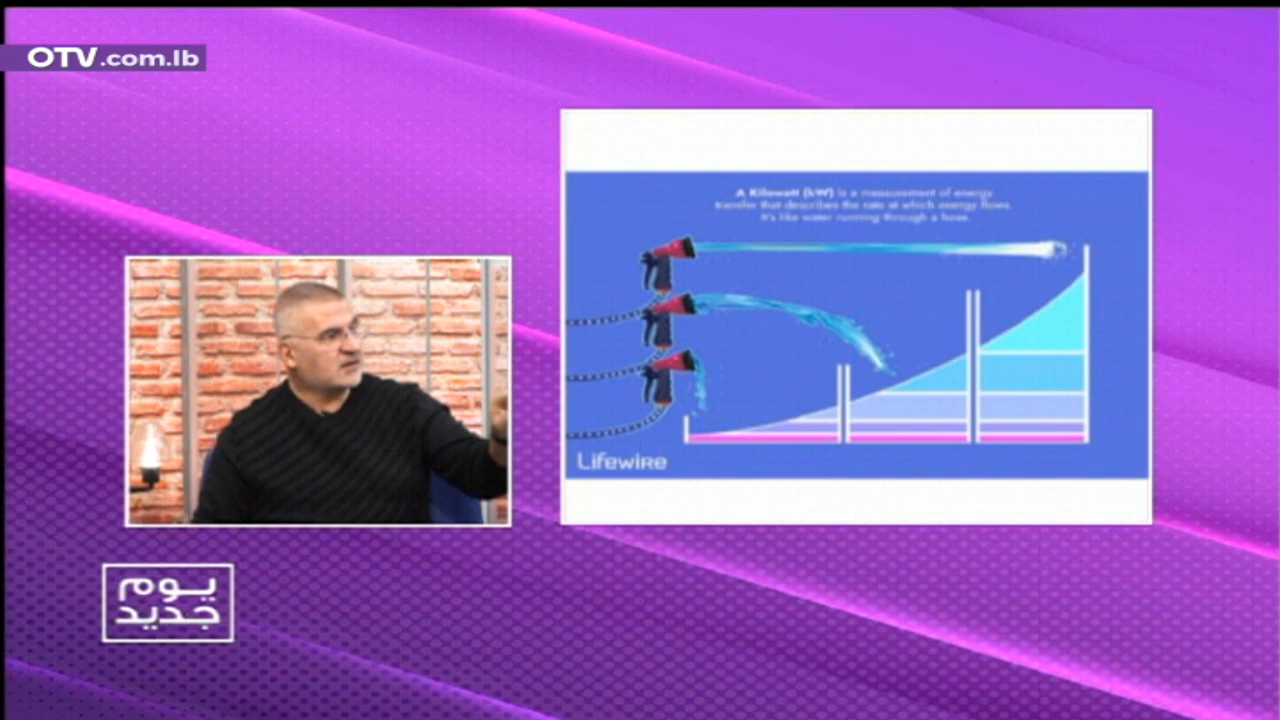 OTV.com.lb
A Kilowatt (kW) is a measurement of energy
transfer that describes the rate at which energy flows.
It's like water running through a hose.
Lifewire
يوم
جديد